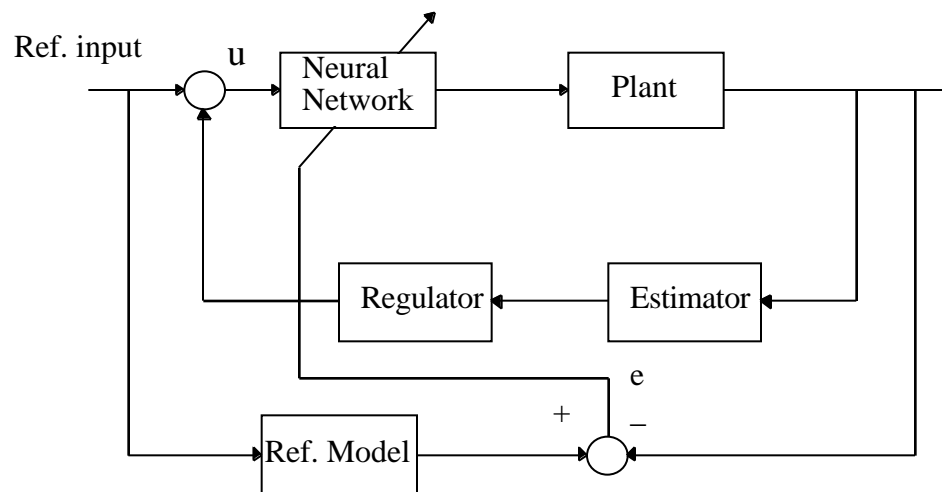 Ref. input
u
Neural
Network
Plant
Regulator
Estimator
e
+
–
Ref. Model